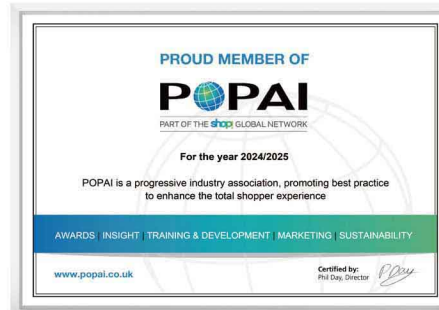 PROUD MEMBER OF
POPAI
PART OF THE shop! GLOBAL NETWORK
For the year 2024/2025
POPAI is a progressive industry association, promoting best practice
to enhance the total shopper experience
AWARDS | INSIGHT | TRAINING & DEVELOPMENT | MARKETING | SUSTAINABILITY
www.popai.co.uk
Certified by:
Phil Day, Director
P Day